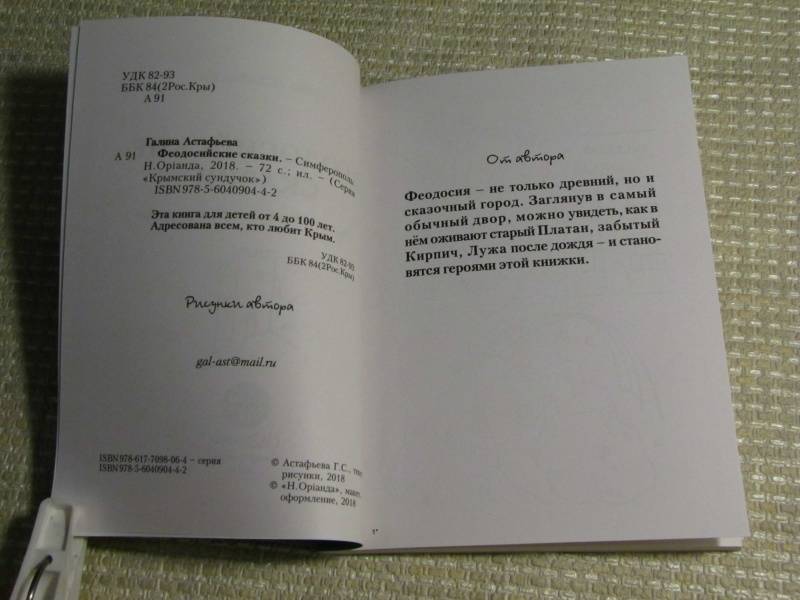 УДК 82-93
ББК 84(2Рос.Кры)
А 91
Галина Астафьева
А 91 Феодосийские сказки. – Симферополь:
Н.Орiанда, 2018. – 72 с.; ил. – (Серия
«Крымский сундучок»)
ISBN 978-5-6040904-4-2
Эта книга для детей от 4 до 100 лет.
Адресована всем, кто любит Крым.
УДК 82-93
ББК 84(2Рос.Кры)
Рисунки автора
gal-ast@mail.ru
ISBN 978-617-7098-06-4 – серия
ISBN 978-5-6040904-4-2
© Астафьева Г.С.,
рисунки, 2018
© «Н.Орiанда», макет,
оформление, 2018
От автора
Феодосия – не только древний, но и
сказочный город. Заглянув в самый
обычный двор, можно увидеть, как в
нём оживают старый Платан, забытый
Кирпич, Лужа после дождя – и стано-
вятся героями этой книжки.
1*